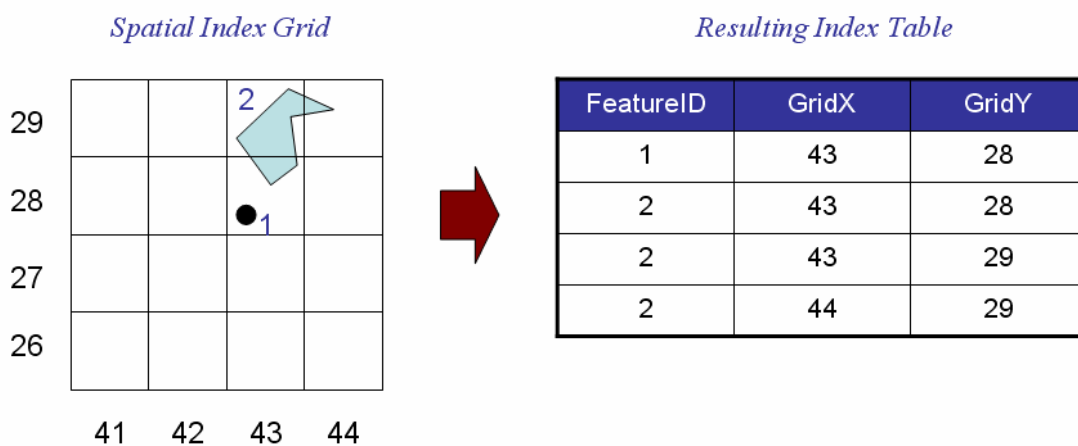 Spatial Index Grid
2
29
28
27
26
1
41 42 43 44
Resulting Index Table
FeatureID GridX GridY
1 43 28
2 43 28
2 43 29
2 44 29